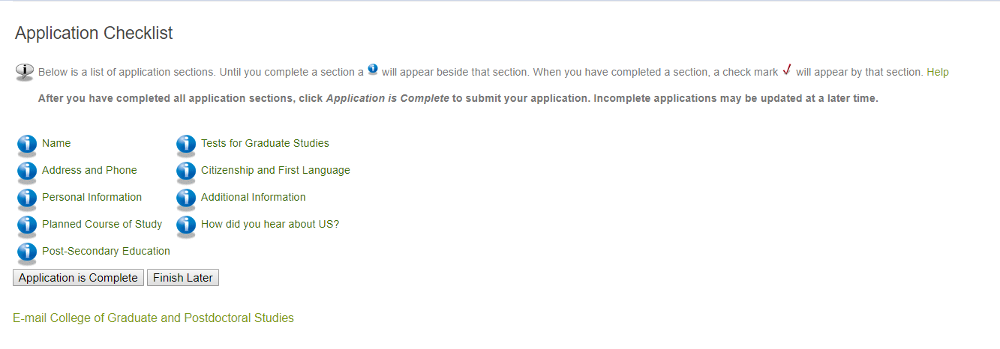 Application Checklist
Below is a list of application sections. Until you complete a section a will appear beside that section. When you have completed a section, a check mark will appear by that section. Help
After you have completed all application sections, click Application is Complete to submit your application. Incomplete applications may be updated at a later time.
Name
Tests for Graduate Studies
Address and Phone
Citizenship and First Language
Personal Information
Additional Information
Planned Course of Study
How did you hear about US?
Post-Secondary Education
Application is Complete
Finish Later
E-mail College of Graduate and Postdoctoral Studies